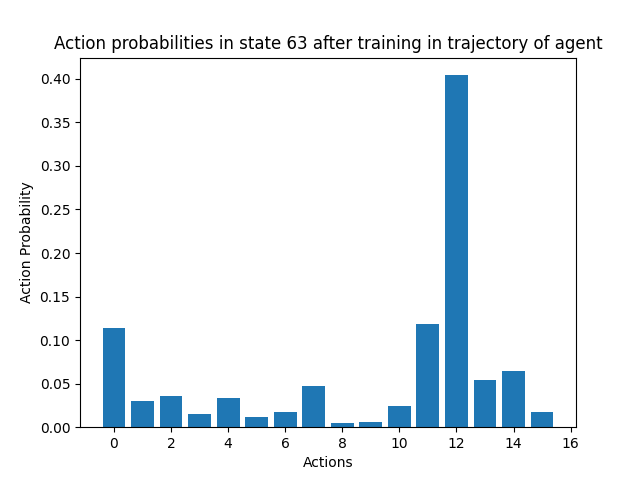 Action probabilities in state 63 after training in trajectory of agent
0.40
0.35
0.30
0.25
0.20
0.15
0.10
0.05
0.00
Action Probability
0 2 4 6 8 10 12 14 16
Actions